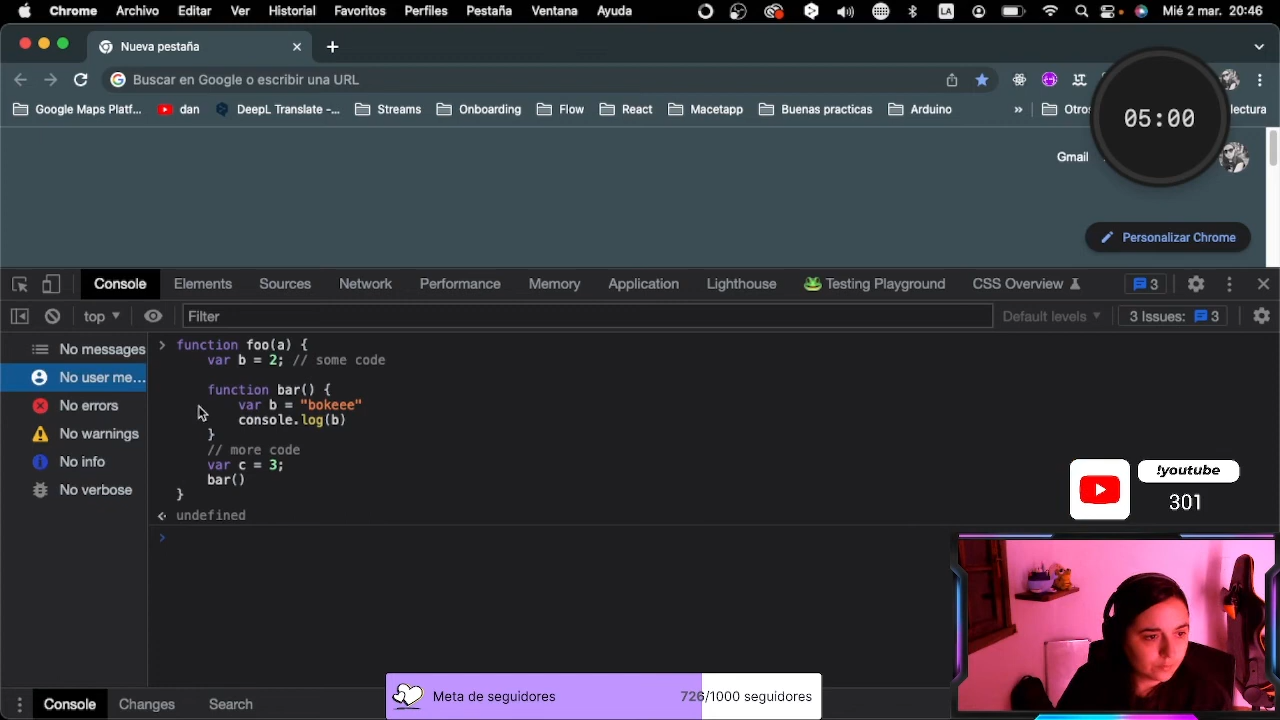 Chrome Archivo Editar Ver Historial Favoritos Perfiles Pestaña Ventana Ayuda LA Mié 2 mar. 20:46
Nueva pestaña
Buscar en Google o escribir una URL
Google Maps Platf... dan DeepL Translate -... Streams Onboarding Flow React Macetapp Buenas practicas Arduino » Otros lectura
05:00
Gmail
Personalizar Chrome
Console Elements Sources Network Performance Memory Application Lighthouse Testing Playground CSS Overview 3
top Filter Default levels 3 Issues: 3
No messages
No user me...
No errors
No warnings
No info
No verbose
function foo(a) {
var b = 2; // some code
function bar() {
var b = "bokeee"
console.log(b)
}
// more code
var c = 3;
bar()
}
undefined
!youtube
301
Meta de seguidores 726/1000 seguidores
Console Changes Search